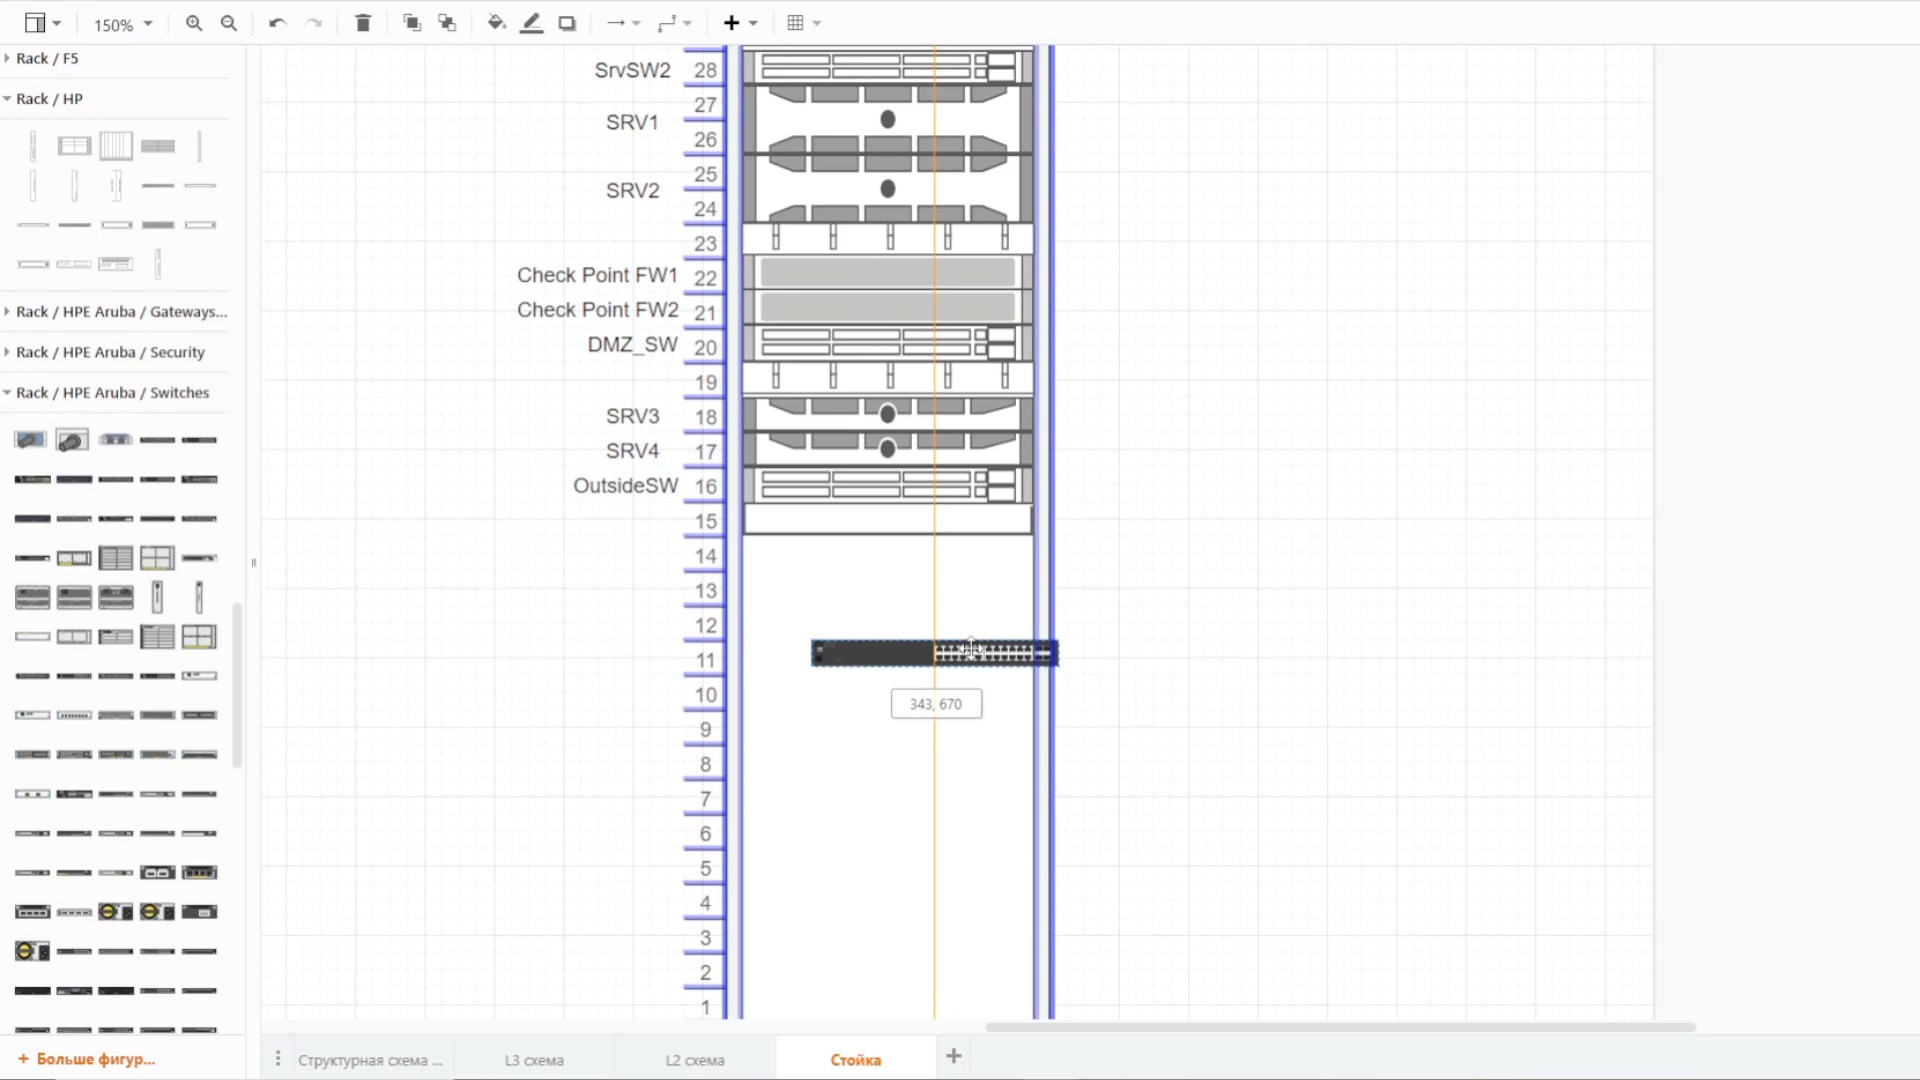 150%
Rack / F5
Rack / HP
Rack / HPE Aruba / Gateways...
Rack / HPE Aruba / Security
Rack / HPE Aruba / Switches
SrvSW2 28
27
SRV1
26
25
SRV2
24
23
Check Point FW1 22
Check Point FW2 21
DMZ_SW 20
19
SRV3 18
SRV4 17
OutsideSW 16
15
14
13
12
11
10
9
8
7
6
5
4
3
2
1
343, 670
+ Больше фигур...
Структурная схема ...
L3 схема
L2 схема
Стойка